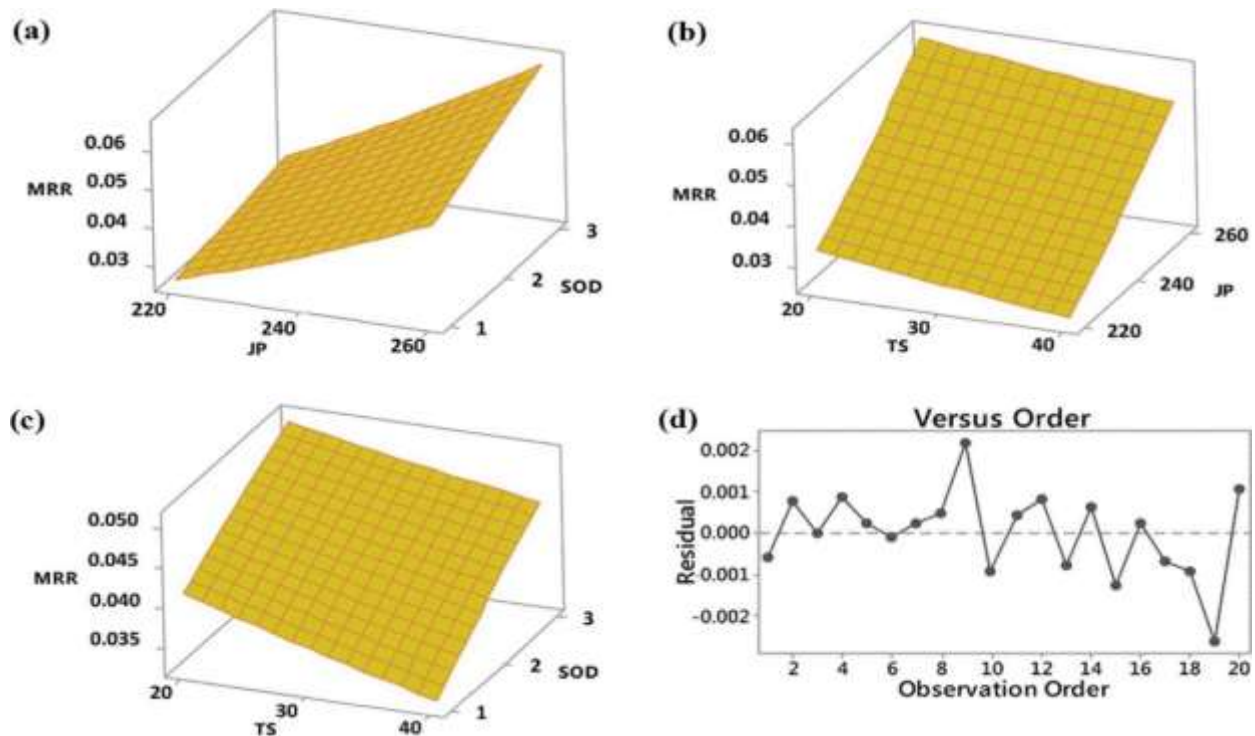 (a)
0.06
0.05
MRR
0.04
0.03
220
240
260
JP
1
2
3
SOD
(b)
0.06
0.05
MRR
0.04
0.03
20
30
40
TS
220
240
260
JP
(c)
0.050
0.045
MRR
0.040
0.035
20
30
40
TS
1
2
3
SOD
(d)
Versus Order
0.002
0.001
0.000
-0.001
-0.002
Residual
2 4 6 8 10 12 14 16 18 20
Observation Order